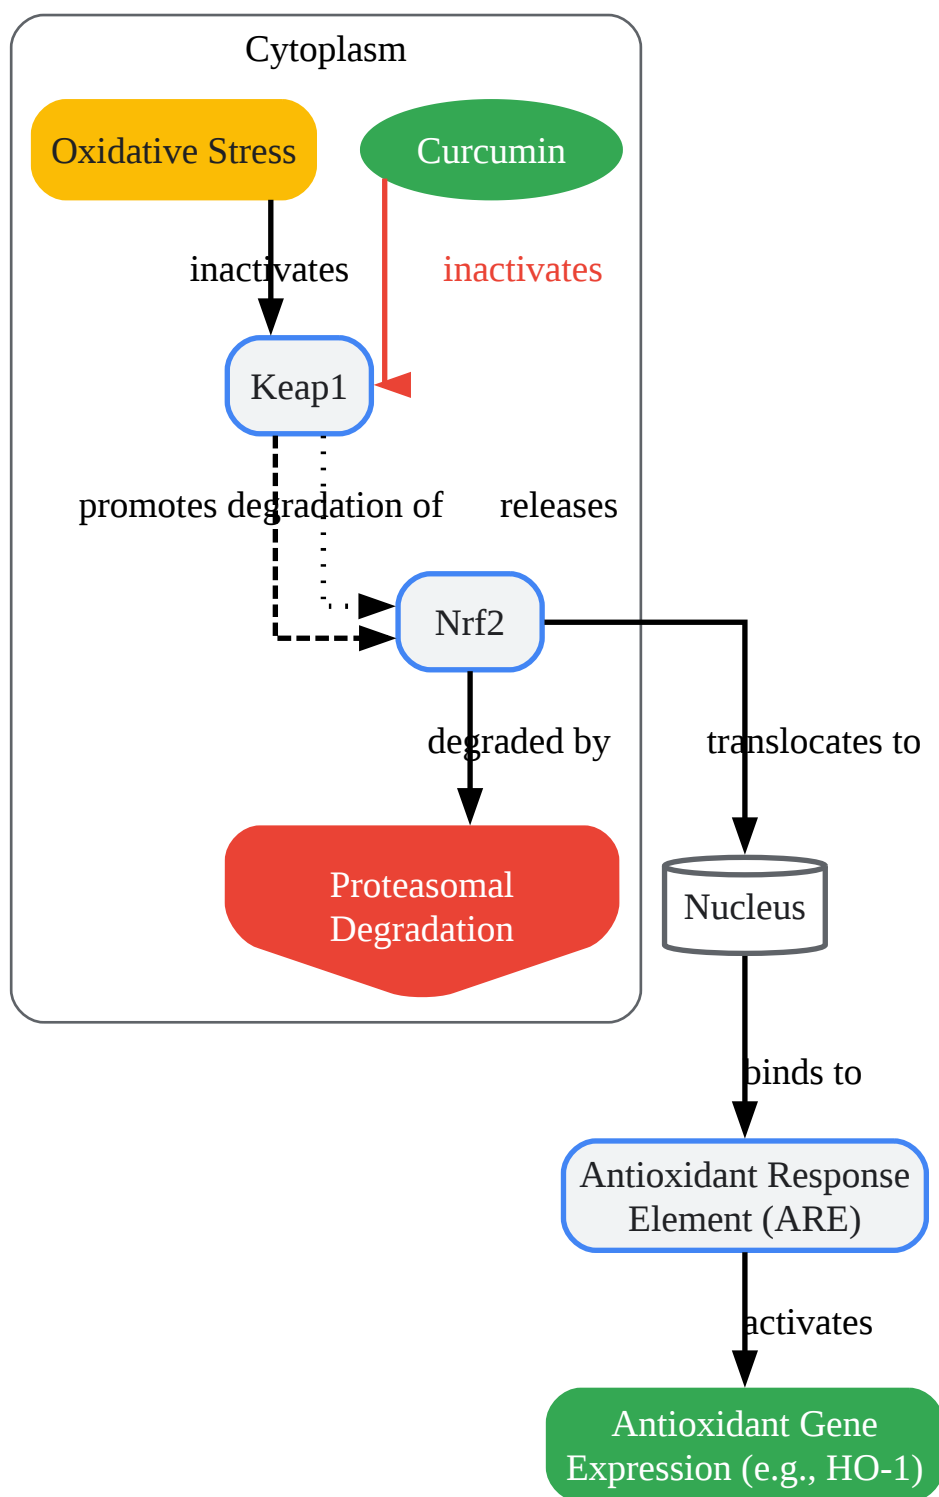 Cytoplasm
Oxidative Stress
Curcumin
inactivates
inactivates
Keap1
promotes degradation of
releases
Nrf2
degraded by
translocates to
Proteasomal
Degradation
Nucleus
binds to
Antioxidant Response
Element (ARE)
activates
Antioxidant Gene
Expression (e.g., HO-1)